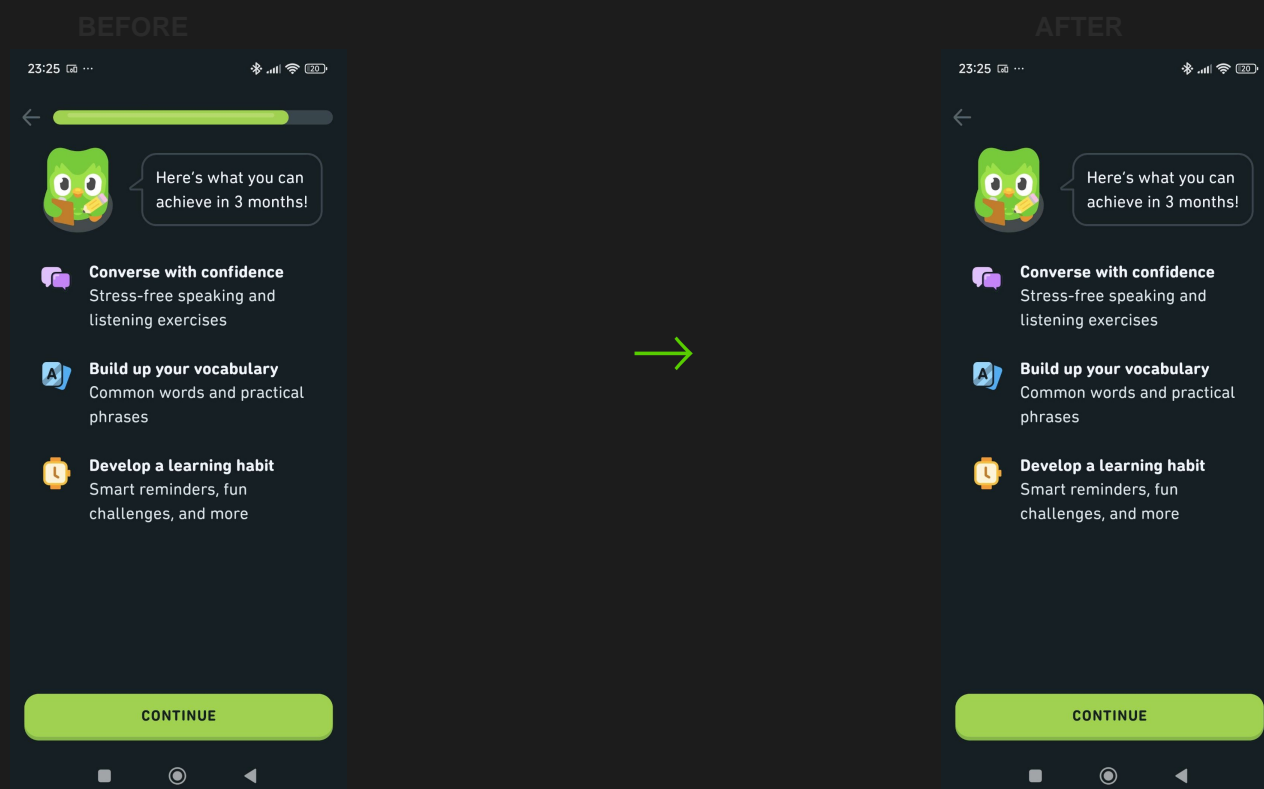 BEFORE
23:25
20
Here’s what you can
achieve in 3 months!
Converse with confidence
Stress-free speaking and
listening exercises
A
Build up your vocabulary
Common words and practical
phrases
Develop a learning habit
Smart reminders, fun
challenges, and more
CONTINUE
AFTER
23:25
20
Here’s what you can
achieve in 3 months!
Converse with confidence
Stress-free speaking and
listening exercises
A
Build up your vocabulary
Common words and practical
phrases
Develop a learning habit
Smart reminders, fun
challenges, and more
CONTINUE